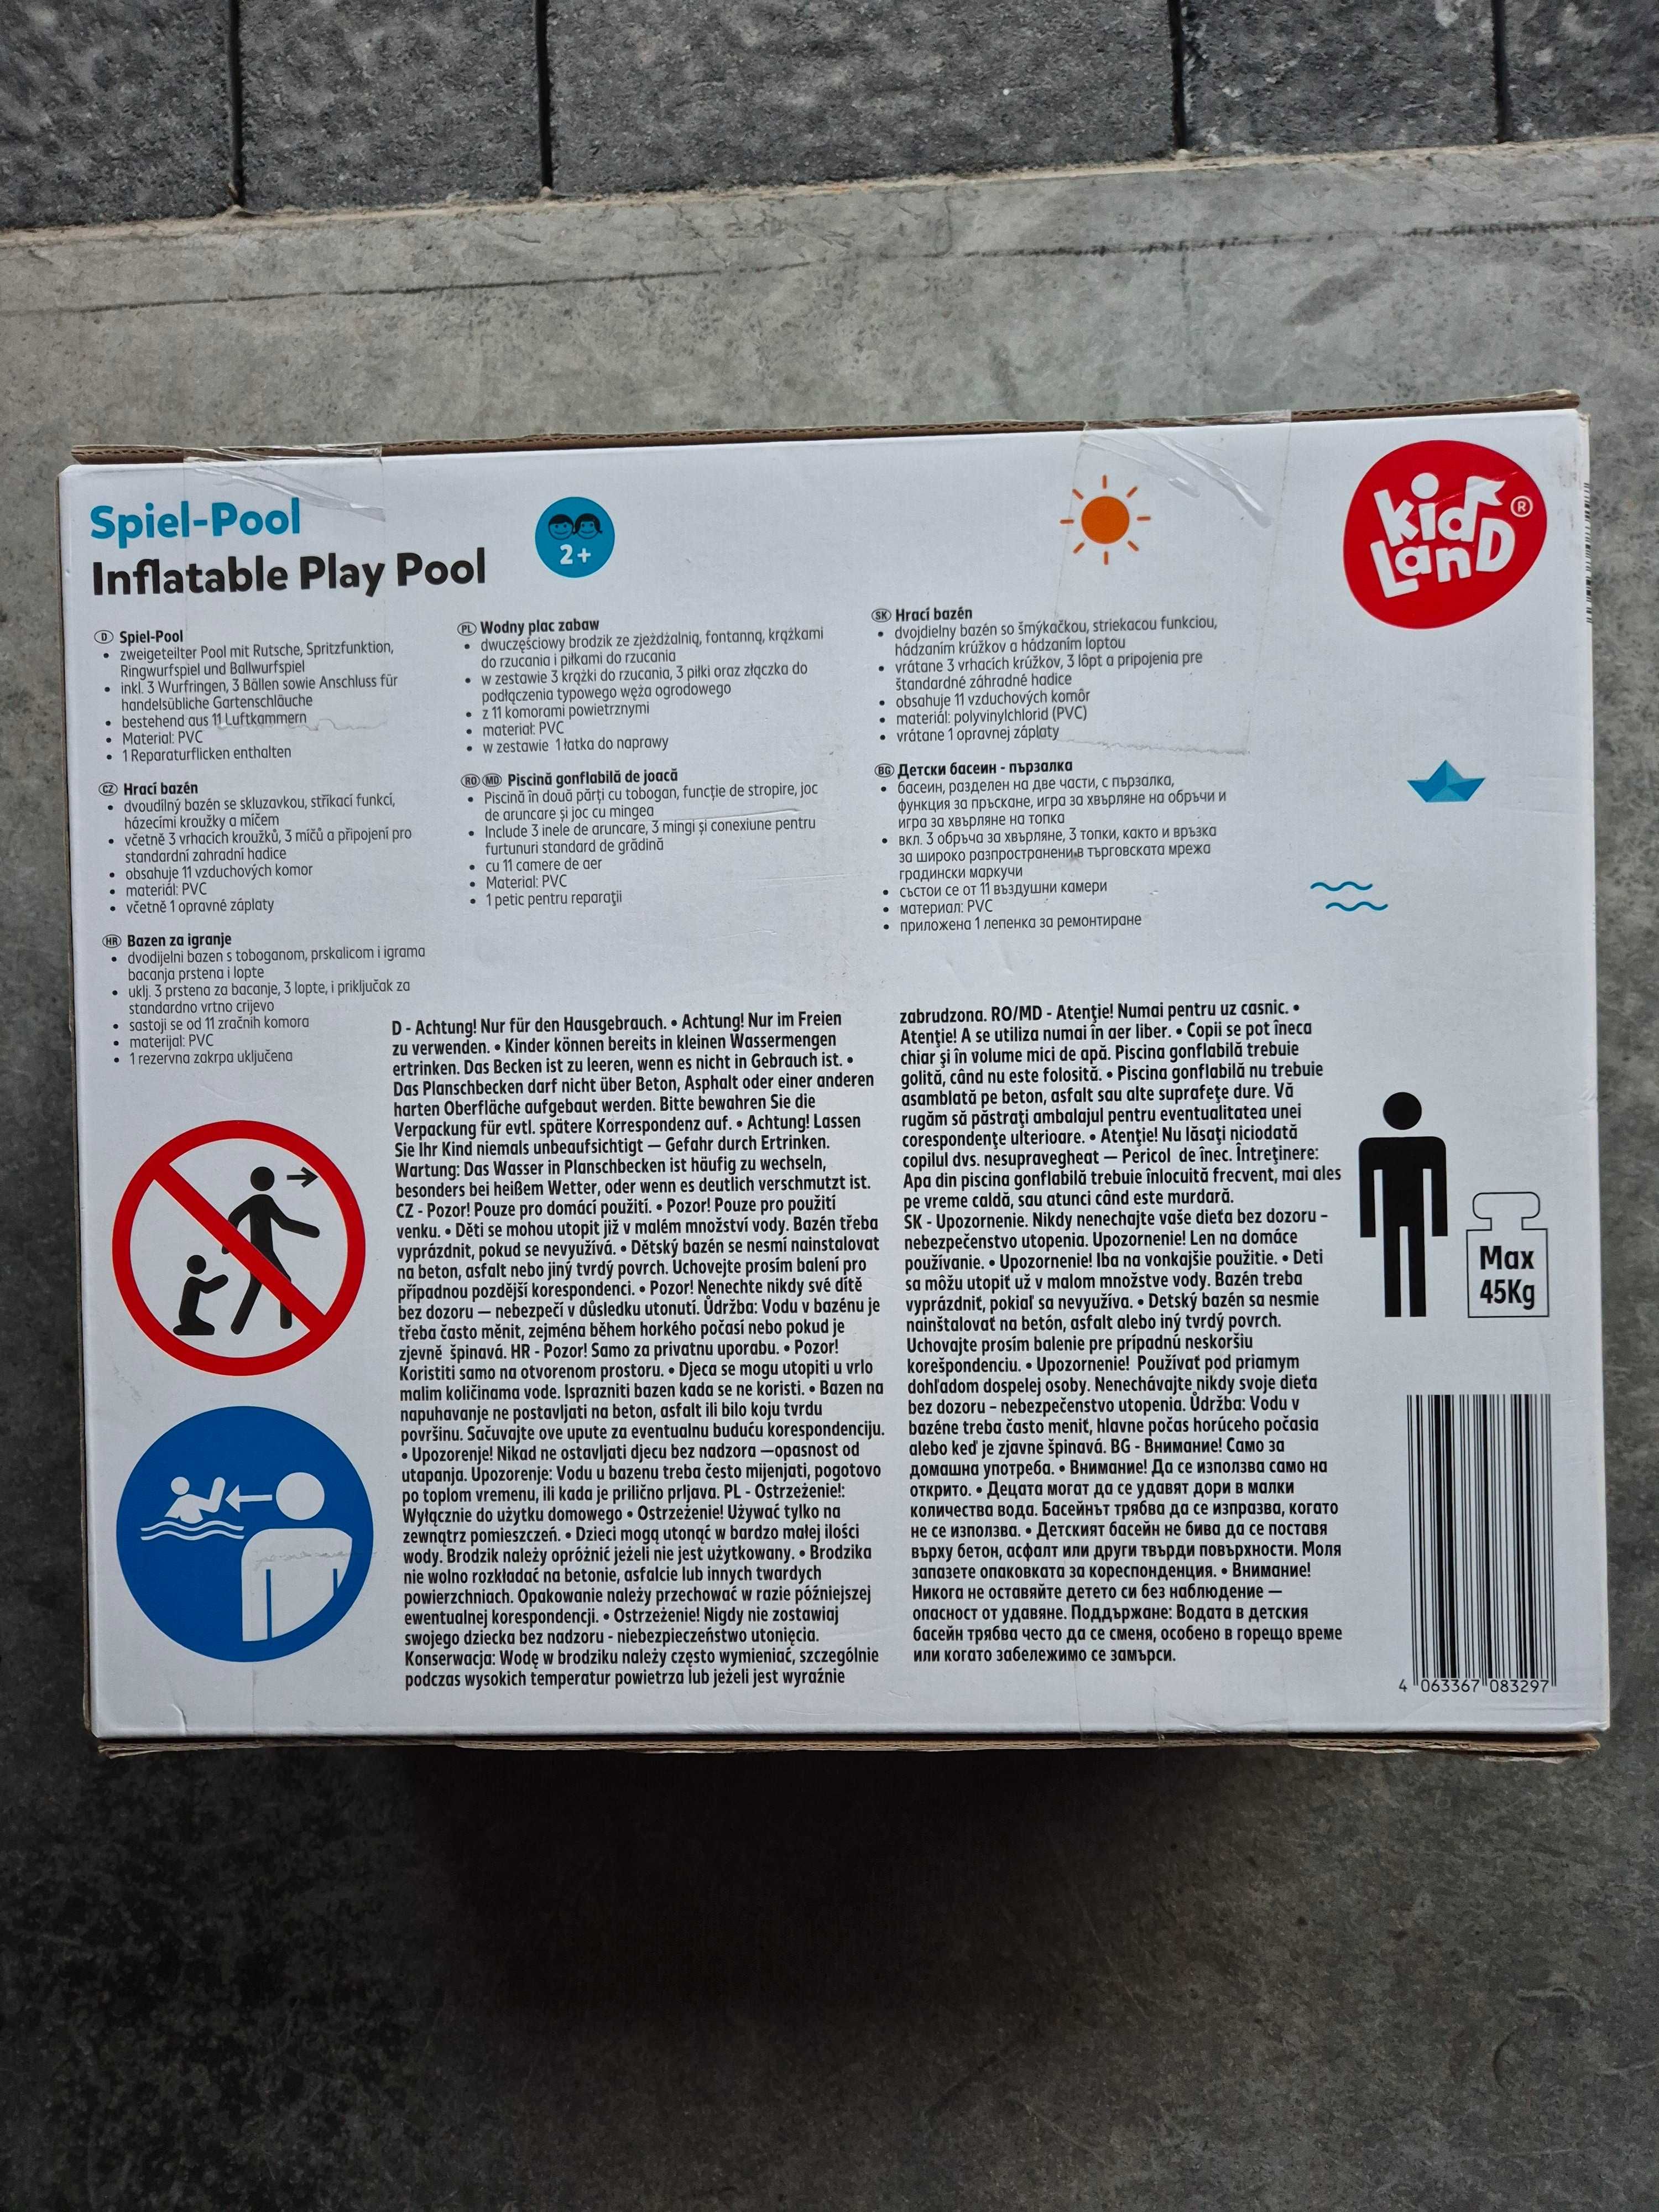 Spiel-Pool
Inflatable Play Pool
2+
kid
Land®
D Spiel-Pool
• zweigeteilter Pool mit Rutsche, Spritzfunktion,
Ringwurfspiel und Ballwurfspiel
• inkl. 3 Wurfringen, 3 Bällen sowie Anschluss für
handelsübliche Gartenschläuche
• bestehend aus 11 Luftkammern
• Material: PVC
• 1 Reparaturflicken enthalten
CZ Hrací bazén
• dvoudílný bazén se skluzavkou, stříkací funkcí,
házecími kroužky a míčem
• včetně 3 vrhacích kroužků, 3 míčů a připojení pro
standardní zahradní hadice
• obsahuje 11 vzduchových komor
• materiál: PVC
• včetně 1 opravné záplaty
HR Bazen za igranje
• dvodijelni bazen s toboganom, prskalicom i igrama
bacanja prstena i lopte
• uklj. 3 prstena za bacanje, 3 lopte, i priključak za
standardno vrtno crijevo
• sastoji se od 11 zračnih komora
• materijal: PVC
• 1 rezervna zakrpa uključena
PL Wodny plac zabaw
• dwuczęściowy brodzik ze zjeżdżalnią, fontanną, krążkami
do rzucania i piłkami do rzucania
• w zestawie 3 krążki do rzucania, 3 piłki oraz złączka do
podłączenia typowego węża ogrodowego
• z 11 komorami powietrznymi
• materiał: PVC
• w zestawie 1 łatka do naprawy
RO MD Piscină gonflabilă de joacă
• Piscină în două părți cu tobogan, funcție de stropire, joc
de aruncare și joc cu mingea
• Include 3 inele de aruncare, 3 mingi și conexiune pentru
furtunuri standard de grădină
• cu 11 camere de aer
• Material: PVC
• 1 petic pentru reparații
SK Hrací bazén
• dvojdielny bazén so šmýkačkou, striekacou funkciou,
hádzaním krúžkov a hádzaním loptou
• vrátane 3 vrhacích krúžkov, 3 lôpt a pripojenia pre
štandardné záhradné hadice
• obsahuje 11 vzduchových komôr
• materiál: polyvinylchlorid (PVC)
• vrátane 1 opravnej záplaty
BG Детски басеин - пързалка
• басеин, разделен на две части, с пързалка,
функция за пръскане, игра за хвърляне на обръчи и
игра за хвърляне на топка
• вкл. 3 обръча за хвърляне, 3 топки, както и връзка
за широко разпространени в търговската мрежа
градински маркучи
• състои се от 11 въздушни камери
• материал: PVC
• приложена 1 лепенка за ремонтиране
D - Achtung! Nur für den Hausgebrauch. • Achtung! Nur im Freien
zu verwenden. • Kinder können bereits in kleinen Wassermengen
ertrinken. Das Becken ist zu leeren, wenn es nicht in Gebrauch ist. •
Das Planschbecken darf nicht über Beton, Asphalt oder einer anderen
harten Oberfläche aufgebaut werden. Bitte bewahren Sie die
Verpackung für evtl. spätere Korrespondenz auf. • Achtung! Lassen
Sie Ihr Kind niemals unbeaufsichtigt — Gefahr durch Ertrinken.
Wartung: Das Wasser in Planschbecken ist häufig zu wechseln,
besonders bei heißem Wetter, oder wenn es deutlich verschmutzt ist.
CZ - Pozor! Pouze pro domácí použití. • Pozor! Pouze pro použití
venku. • Děti se mohou utopit již v malém množství vody. Bazén třeba
vyprázdnit, pokud se nevyužívá. • Dětský bazén se nesmí nainstalovat
na beton, asfalt nebo jiný tvrdý povrch. Uchovejte prosím balení pro
případnou pozdější korespondenci. • Pozor! Nenechte nikdy své dítě
bez dozoru — nebezpečí v důsledku utonutí. Ůdržba: Vodu v bazénu je
třeba často měnit, zejména během horkého počasí nebo pokud je
zjevně špinavá. HR - Pozor! Samo za privatnu uporabu. • Pozor!
Koristiti samo na otvorenom prostoru. • Djeca se mogu utopiti u vrlo
malim količinama vode. Isprazniti bazen kada se ne koristi. • Bazen na
napuhavanje ne postavljati na beton, asfalt ili bilo koju tvrdu
površinu. Sačuvajte ove upute za eventualnu buduću korespondenciju.
• Upozorenje! Nikad ne ostavljati djecu bez nadzora —opasnost od
utapanja. Upozorenje: Vodu u bazenu treba često mijenjati, pogotovo
po toplom vremenu, ili kada je prilično prljava. PL - Ostrzeżenie!:
Wyłącznie do użytku domowego • Ostrzeżenie! Używać tylko na
zewnątrz pomieszczeń. • Dzieci mogą utonąć w bardzo małej ilości
wody. Brodzik należy opróżnić jeżeli nie jest użytkowany. • Brodzika
nie wolno rozkładać na betonie, asfalcie lub innych twardych
powierzchniach. Opakowanie należy przechować w razie późniejszej
ewentualnej korespondencji. • Ostrzeżenie! Nigdy nie zostawiaj
swojego dziecka bez nadzoru - niebezpieczeństwo utonięcia.
Konserwacja: Wodę w brodziku należy często wymieniać, szczególnie
podczas wysokich temperatur powietrza lub jeżeli jest wyraźnie
zabrudzona. RO/MD - Atenţie! Numai pentru uz casnic. •
Atenţie! A se utiliza numai în aer liber. • Copii se pot îneca
chiar şi în volume mici de apă. Piscina gonflabilă trebuie
golită, când nu este folosită. • Piscina gonflabilă nu trebuie
asamblată pe beton, asfalt sau alte suprafeţe dure. Vă
rugăm să păstraţi ambalajul pentru eventualitatea unei
corespondenţe ulterioare. • Atenţie! Nu lăsaţi niciodată
copilul dvs. nesupravegheat — Pericol de înec. Întreţinere:
Apa din piscina gonflabilă trebuie înlocuită frecvent, mai ales
pe vreme caldă, sau atunci când este murdară.
SK - Upozornenie. Nikdy nenechajte vaše dieťa bez dozoru –
nebezpečenstvo utopenia. Upozornenie! Len na domáce
používanie. • Upozornenie! Iba na vonkajšie použitie. • Deti
sa môžu utopiť už v malom množstve vody. Bazén treba
vyprázdniť, pokiaľ sa nevyužíva. • Detský bazén sa nesmie
nainštalovať na betón, asfalt alebo iný tvrdý povrch.
Uchovajte prosím balenie pre prípadnú neskoršiu
korešpondenciu. • Upozornenie! Používať pod priamym
dohľadom dospelej osoby. Nenechávajte nikdy svoje dieťa
bez dozoru – nebezpečenstvo utopenia. Ůdržba: Vodu v
bazéne treba často meniť, hlavne počas horúceho počasia
alebo keď je zjavne špinavá. BG - Внимание! Само за
домашна употреба. • Внимание! Да се използва само на
открито. • Децата могат да се удавят дори в малки
количества вода. Басейнът трябва да се изпразва, когато
не се използва. • Детският басейн не бива да се поставя
върху бетон, асфалт или други твърди повърхности. Моля
запазете опаковката за кореспонденция. • Внимание!
Никога не оставяйте детето си без наблюдение —
опасност от удавяне. Поддържане: Водата в детския
басейн трябва често да се сменя, особено в горещо време
или когато забележимо се замърси.
Max
45Kg
4 063367 083297